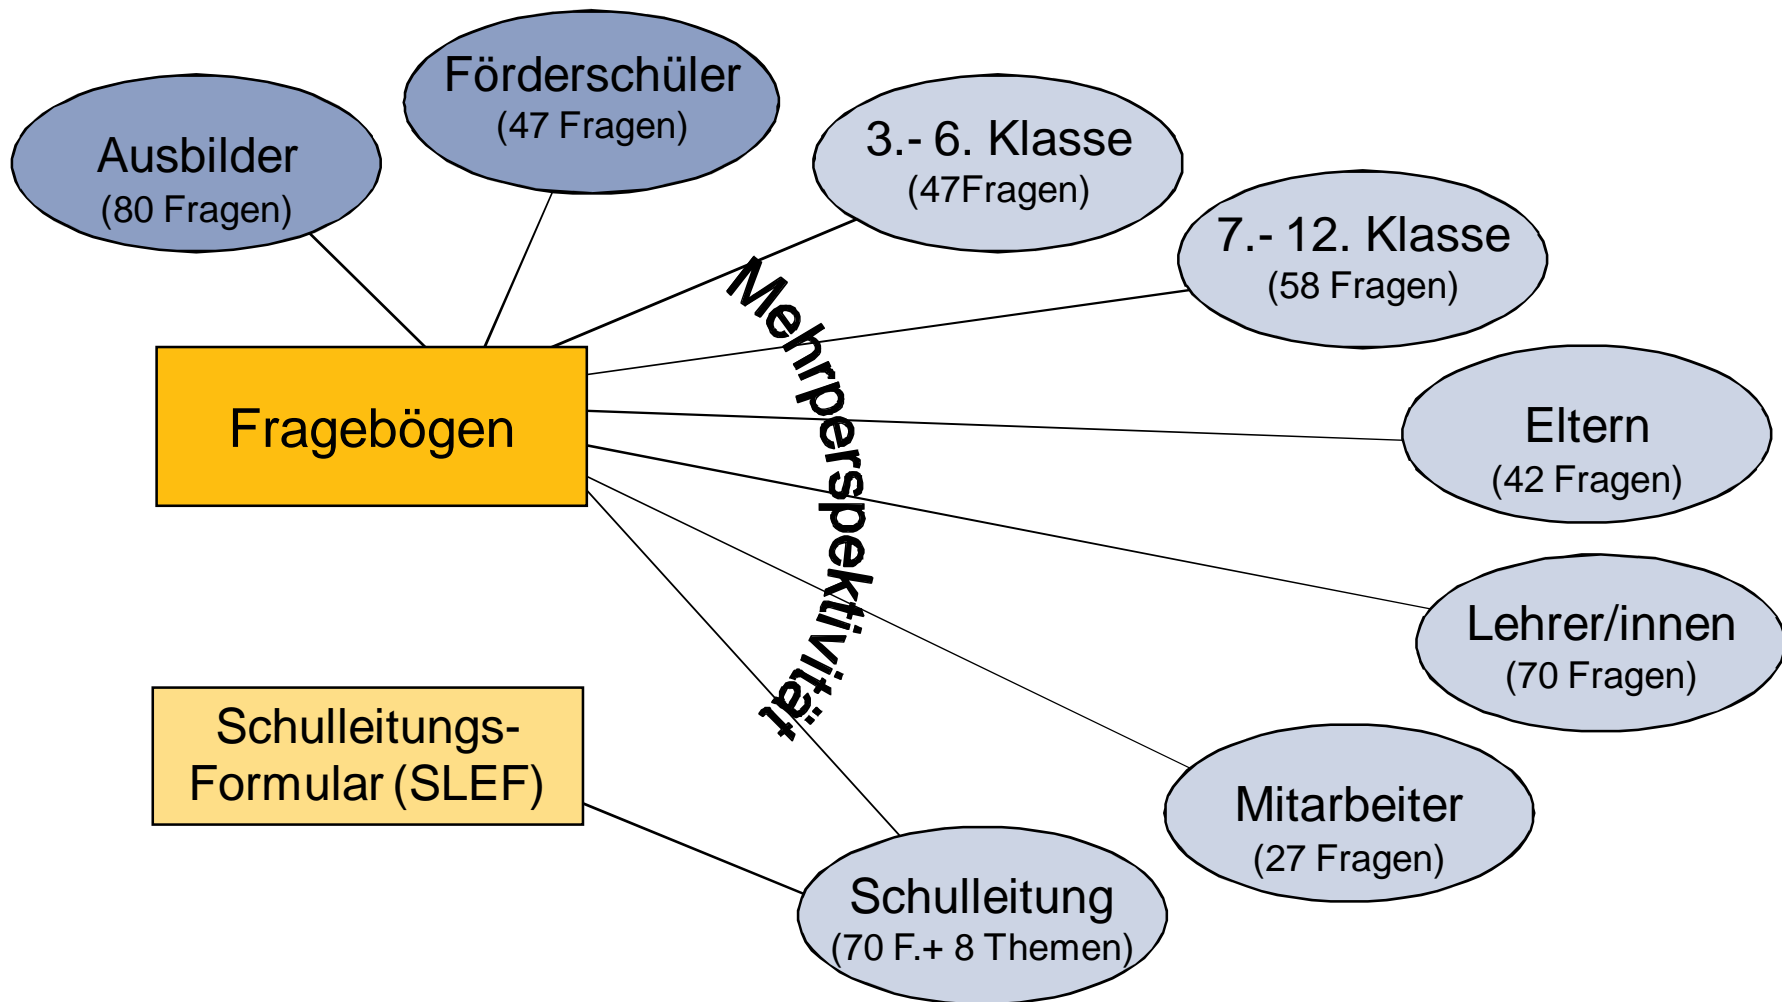 Förderschüler
(47 Fragen)
Ausbilder
(80 Fragen)
3.- 6. Klasse
(47Fragen)
7.- 12. Klasse
(58 Fragen)
Mehrperspektivität
Fragebögen
Eltern
(42 Fragen)
Lehrer/innen
(70 Fragen)
Schulleitungs-
Formular (SLEF)
Mitarbeiter
(27 Fragen)
Schulleitung
(70 F.+ 8 Themen)